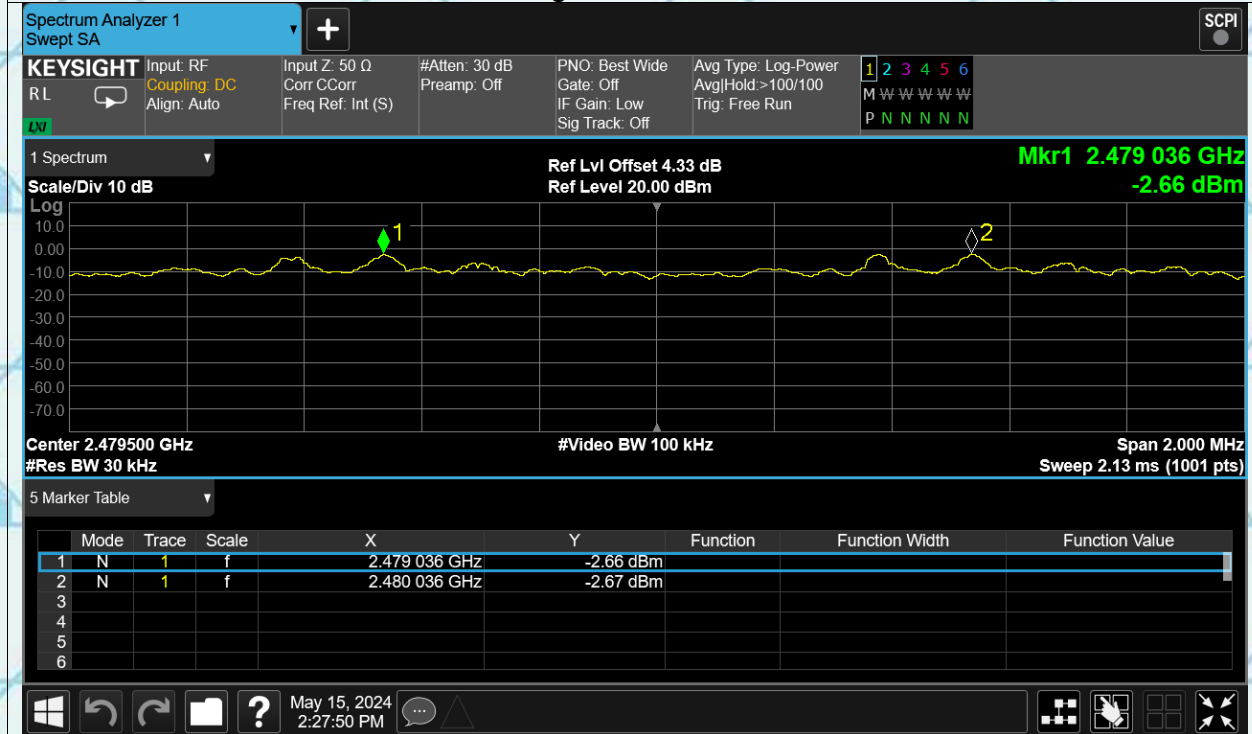 Spectrum Analyzer 1
Swept SA
SCPI
KEYSIGHT
RL
LXI
Input: RF
Coupling: DC
Align: Auto
Input Z: 50 Ω
Corr CCorr
Freq Ref: Int (S)
#Atten: 30 dB
Preamp: Off
PNO: Best Wide
Gate: Off
IF Gain: Low
Sig Track: Off
Avg Type: Log-Power
Avg|Hold:>100/100
Trig: Free Run
1 2 3 4 5 6
M W W W W W
P N N N N N
1 Spectrum
Scale/Div 10 dB
Ref Lvl Offset 4.33 dB
Ref Level 20.00 dBm
Mkr1 2.479 036 GHz
-2.66 dBm
Log
10.0
0.00
-10.0
-20.0
-30.0
-40.0
-50.0
-60.0
-70.0
1
2
Center 2.479500 GHz
#Video BW 100 kHz
Span 2.000 MHz
#Res BW 30 kHz
Sweep 2.13 ms (1001 pts)
5 Marker Table
Mode Trace Scale X Y Function Function Width Function Value
1 N 1 f 2.479 036 GHz -2.66 dBm
2 N 1 f 2.480 036 GHz -2.67 dBm
3
4
5
6
?
May 15, 2024
2:27:50 PM